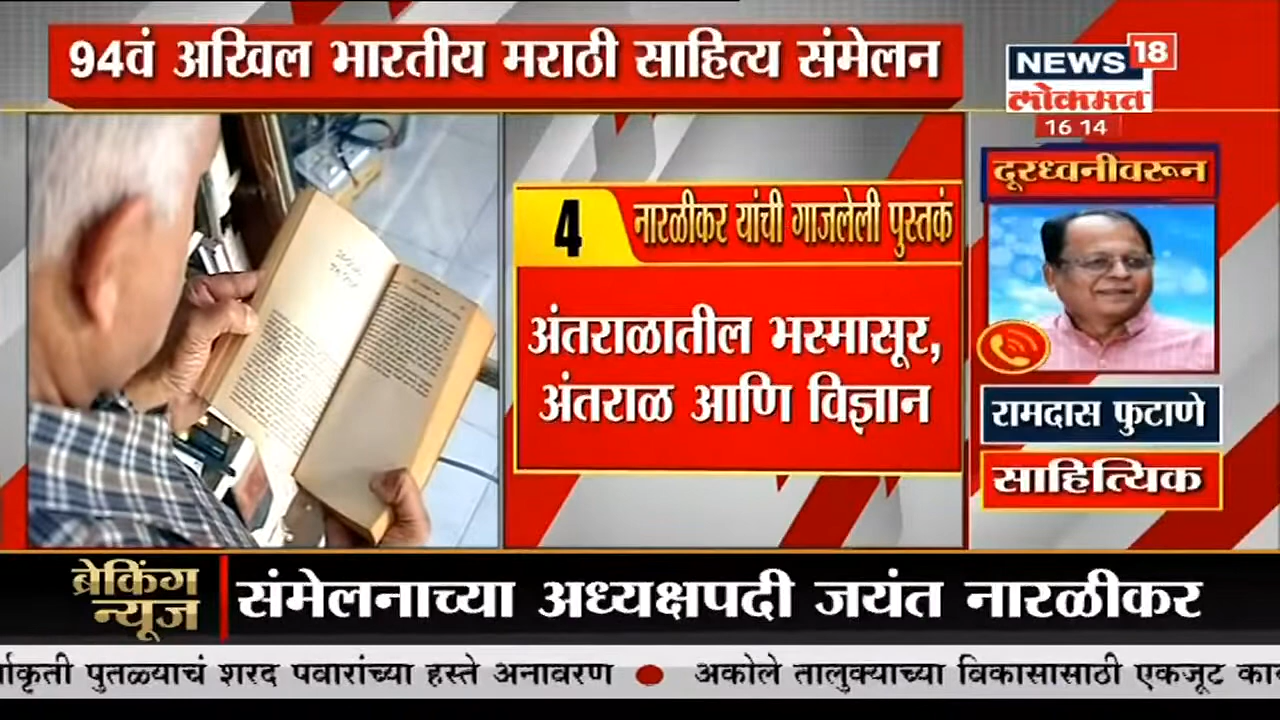 94वं अखिल भारतीय मराठी साहित्य संमेलन
NEWS 18
लोकमत
16 14
4
नारळीकर यांची गाजलेली पुस्तकं
अंतराळातील भस्मासूर,
अंतराळ आणि विज्ञान
दूरध्वनीवरून
रामदास फुटाणे
साहित्यिक
ब्रेकिंग
न्यूज
संमेलनाच्या अध्यक्षपदी जयंत नारळीकर
पुतळ्याचं शरद पवारांच्या हस्ते अनावरण ● अकोले तालुक्याच्या विकासासाठी एकजूट